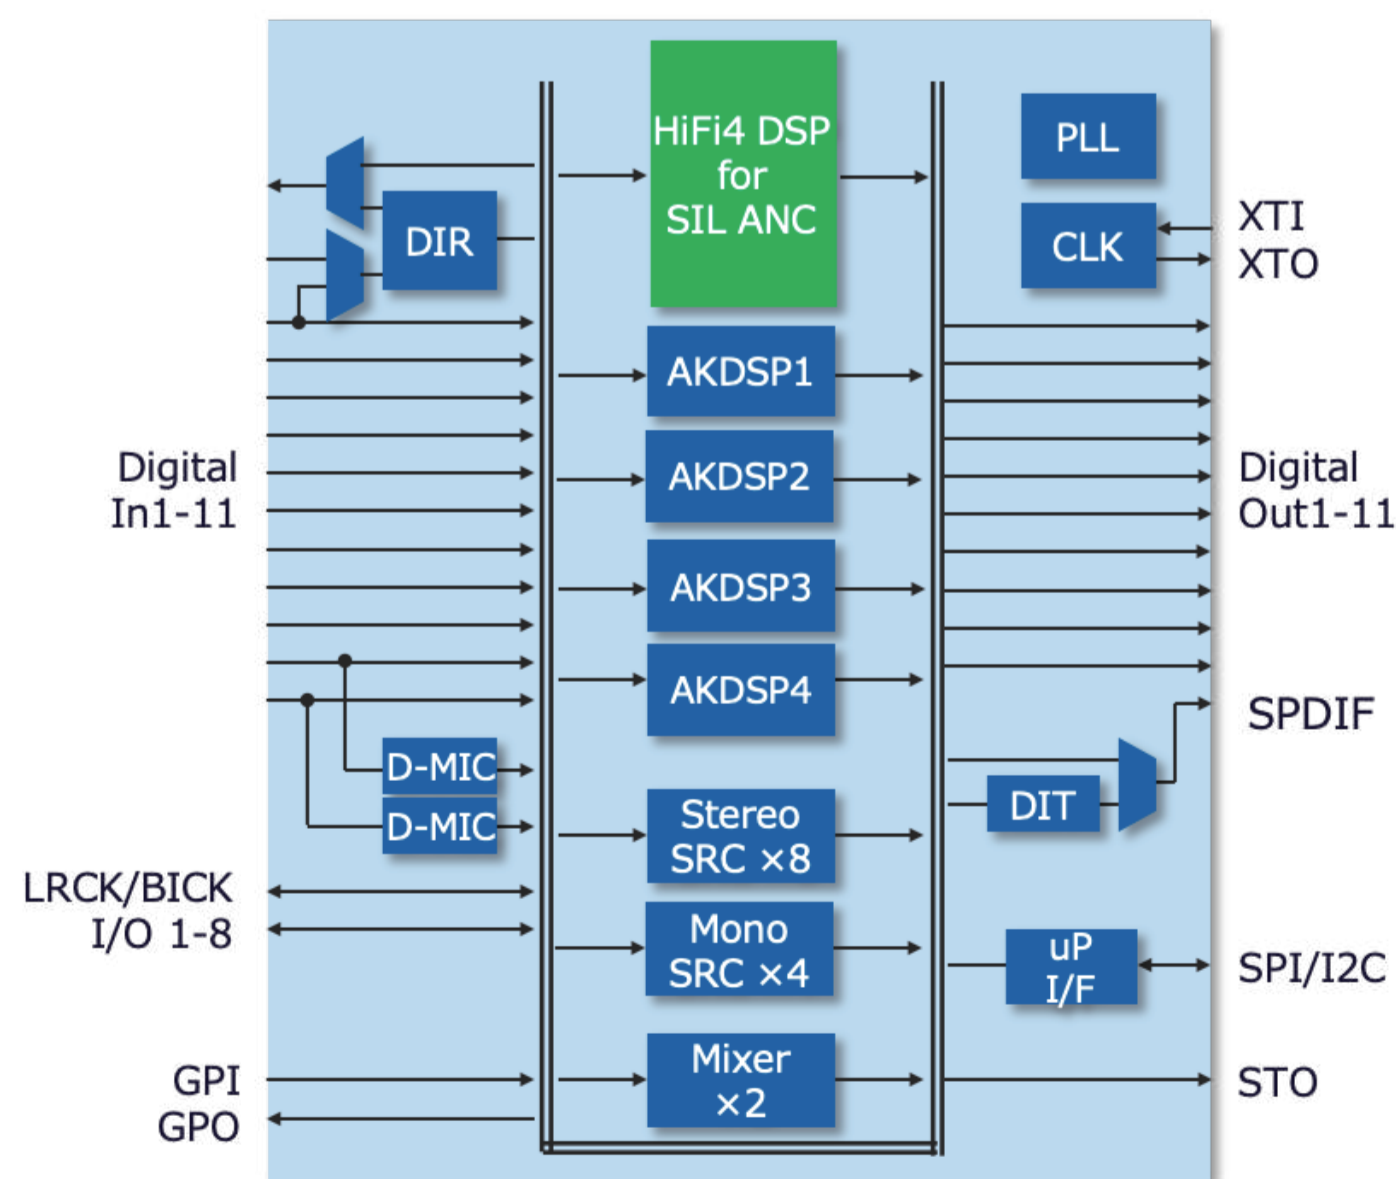 HiFi4 DSP
for
SIL ANC
PLL
CLK
XTI
XTO
DIR
AKDSP1
AKDSP2
AKDSP3
AKDSP4
Digital
In1-11
Digital
Out1-11
SPDIF
D-MIC
D-MIC
DIT
Stereo
SRC ×8
LRCK/BICK
I/O 1-8
Mono
SRC ×4
uP
I/F
SPI/I2C
Mixer
×2
GPI
GPO
STO